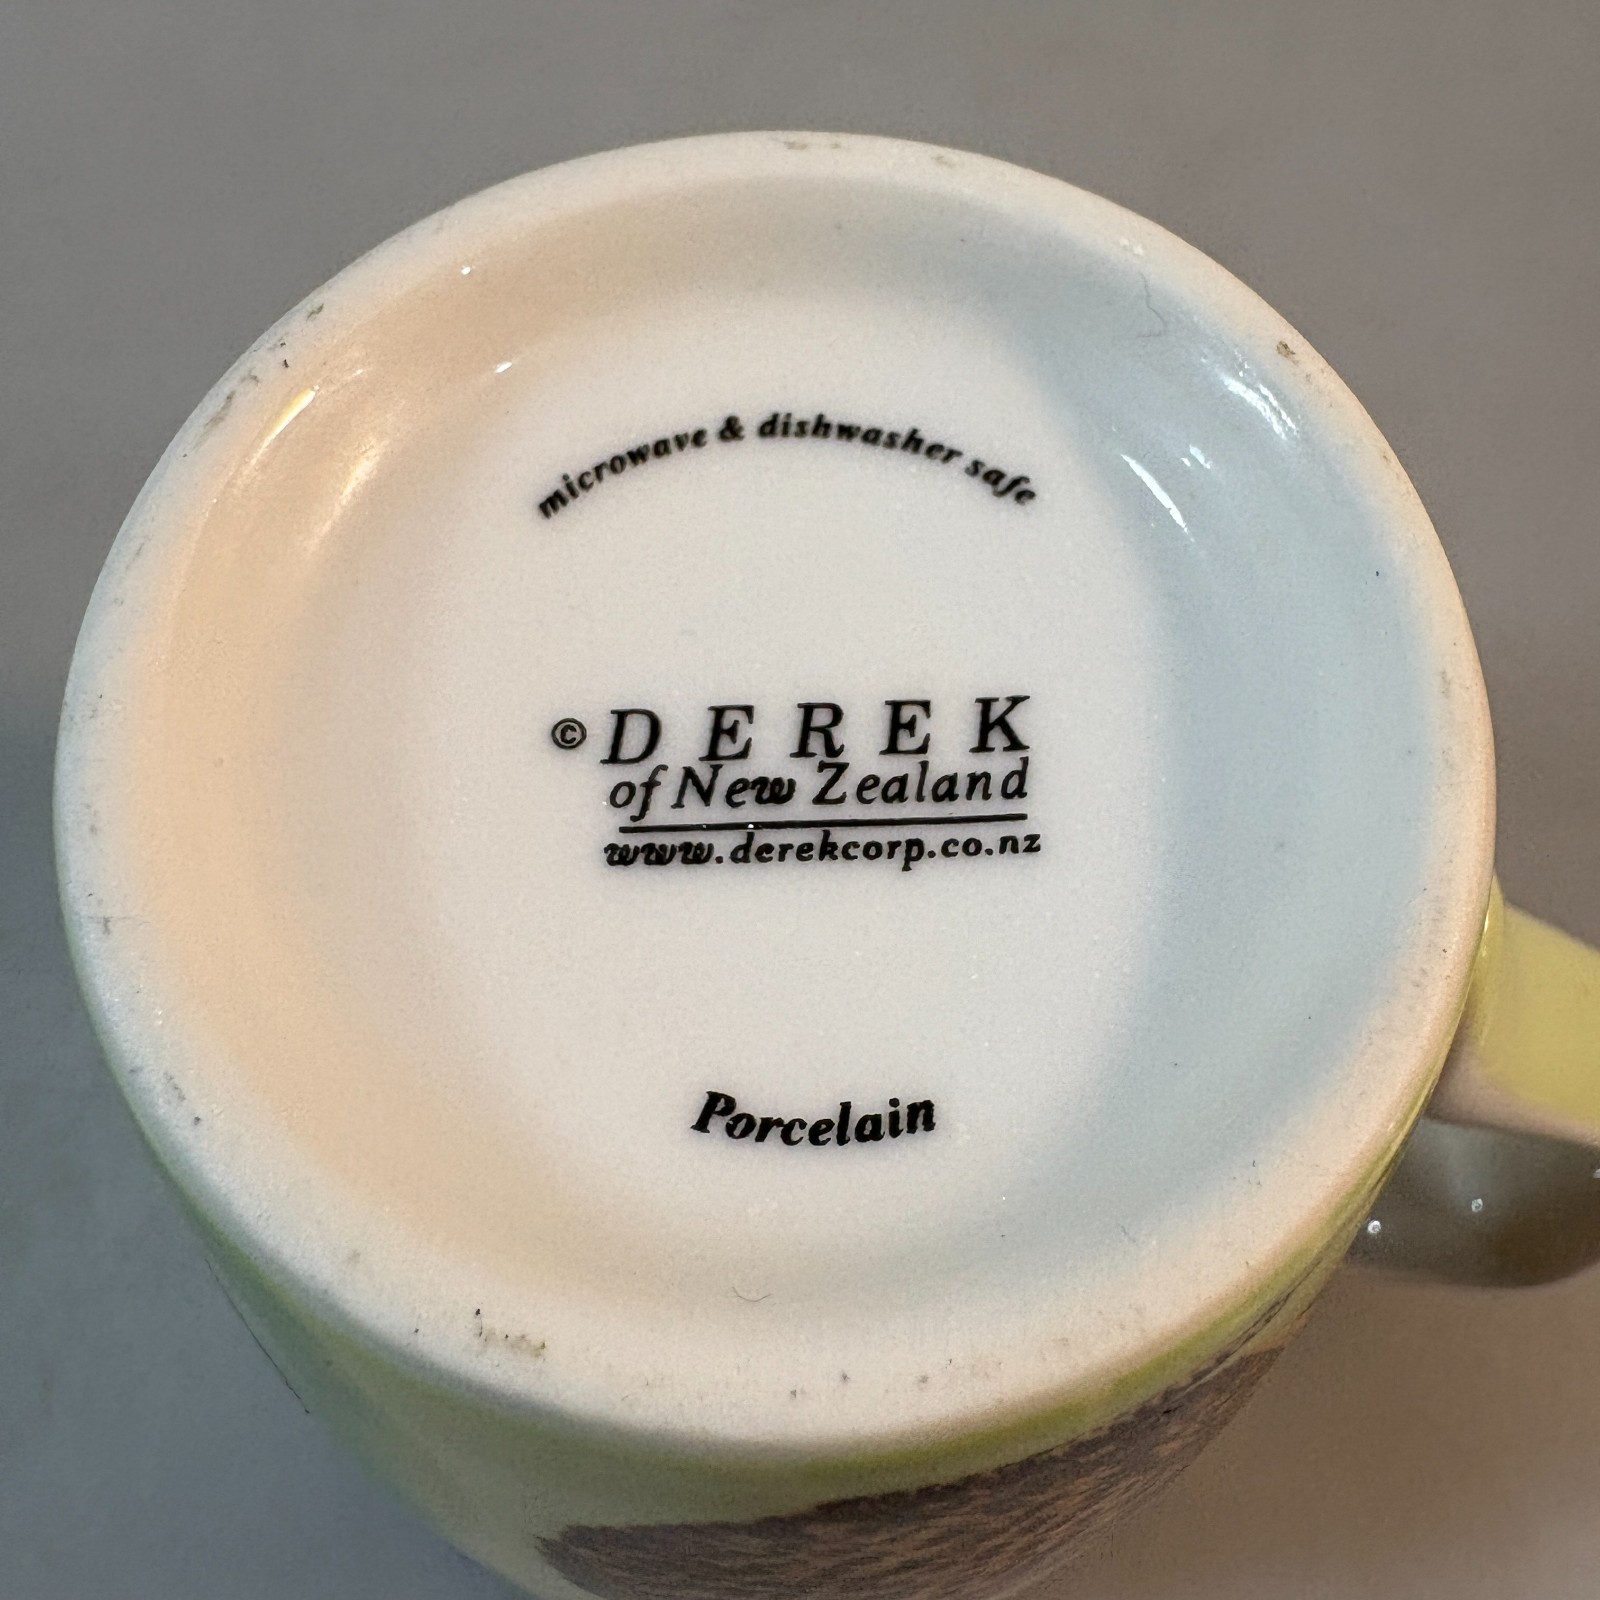 microwave & dishwasher safe
© DEREK
of New Zealand
www.derekcorp.co.nz
Porcelain